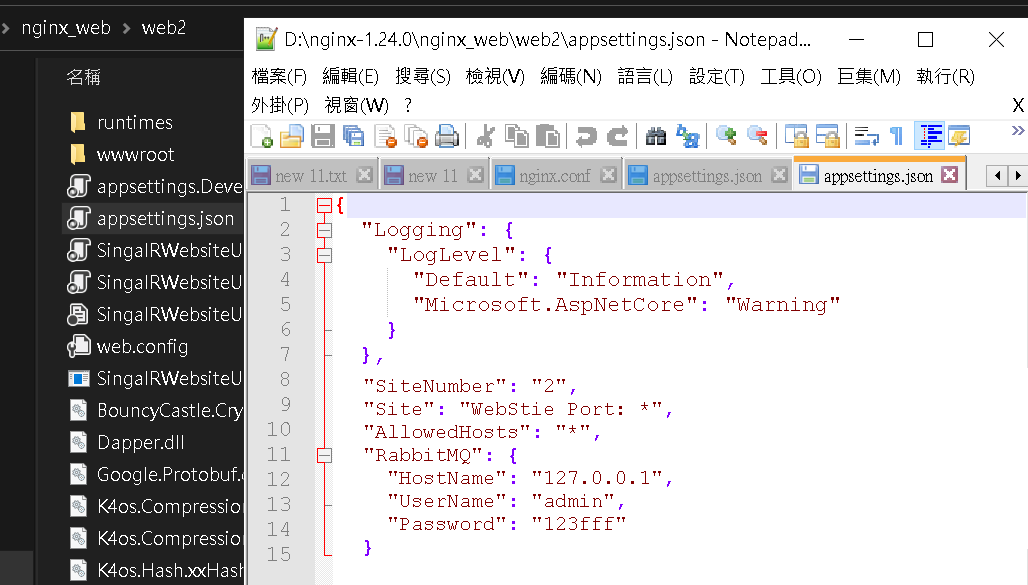 nginx_web web2
名稱
runtimes
wwwroot
appsettings.Deve
appsettings.json
SingalRWebsiteU
SingalRWebsiteU
SingalRWebsiteU
web.config
SingalRWebsiteU
BouncyCastle.Cry
Dapper.dll
Google.Protobuf.
K4os.Compression
K4os.Compression
K4os.Hash.xxHash
D:\nginx-1.24.0\nginx_web\web2\appsettings.json - Notepad...
檔案(F) 編輯(E) 搜尋(S) 檢視(V) 編碼(N) 語言(L) 設定(T) 工具(O) 巨集(M) 執行(R)
外掛(P) 視窗(W) ? X
new 11.txt new 11 nginx.conf appsettings.json appsettings.json
1 {
2 "Logging": {
3 "LogLevel": {
4 "Default": "Information",
5 "Microsoft.AspNetCore": "Warning"
6 }
7 },
8 "SiteNumber": "2",
9 "Site": "WebStie Port: *",
10 "AllowedHosts": "*",
11 "RabbitMQ": {
12 "HostName": "127.0.0.1",
13 "UserName": "admin",
14 "Password": "123fff"
15 }